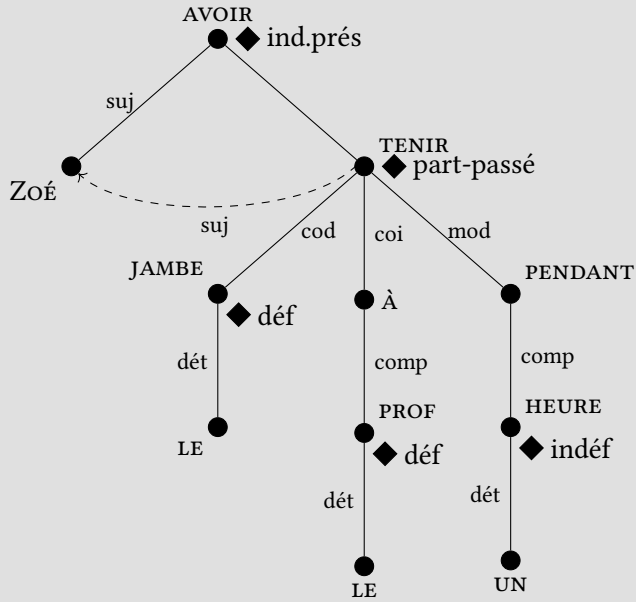 AVOIR
ind.prés
suj
TENIR
part-passé
ZOÉ
suj
cod
coi
mod
JAMBE
PENDANT
À
déf
dét
comp
comp
PROF
HEURE
LE
déf
indéf
dét
dét
LE
UN